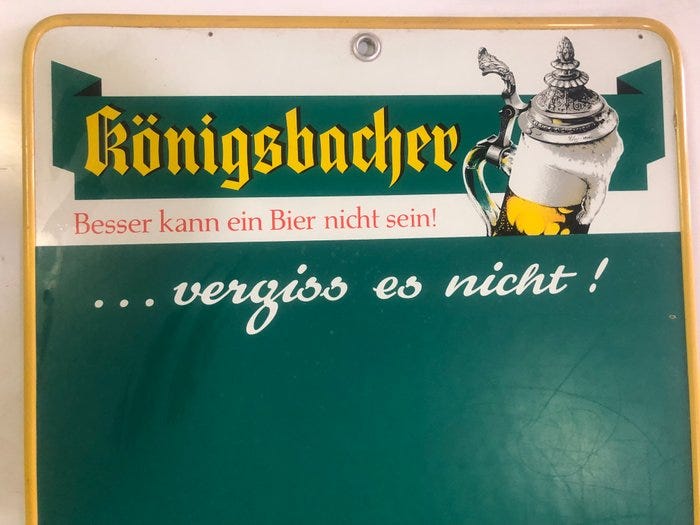 Königsbacher
Besser kann ein Bier nicht sein!
... vergiss es nicht!